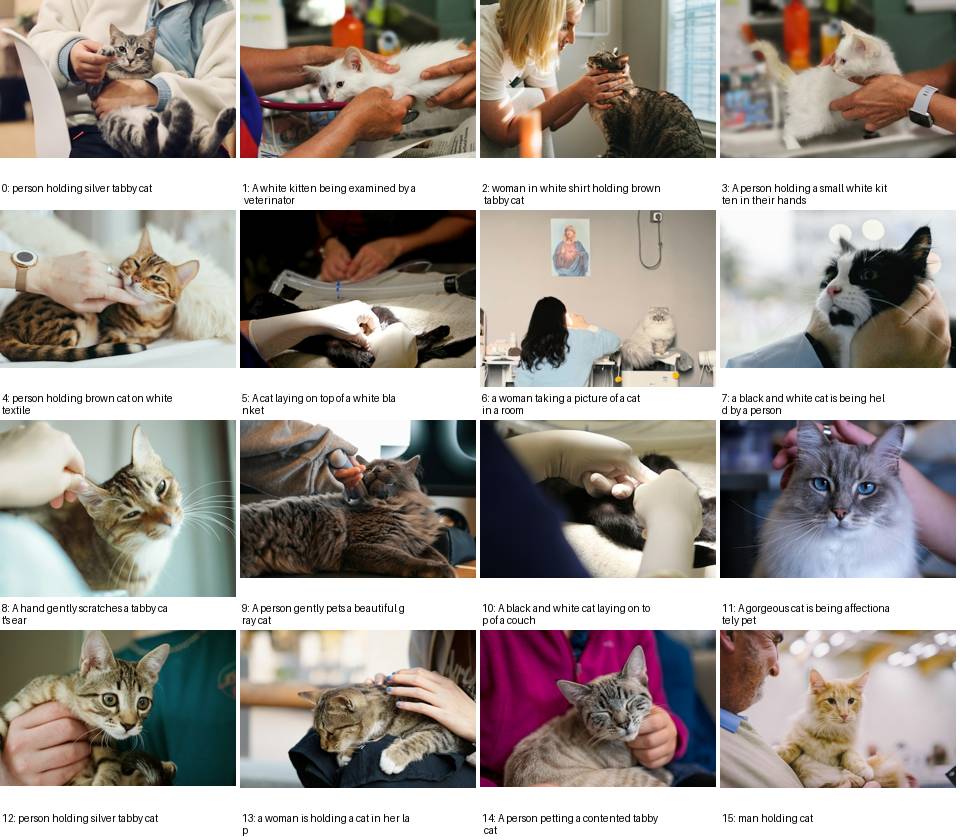 0: person holding silver tabby cat
1: A white kitten being examined by a
veterinator
2: woman in white shirt holding brown
tabby cat
3: A person holding a small white kit
ten in their hands
4: person holding brown cat on white
textile
5: A cat laying on top of a white bla
nket
6: a woman taking a picture of a cat
in a room
7: a black and white cat is being hel
d by a person
8: A hand gently scratches a tabby ca
t's ear
9: A person gently pets a beautiful g
ray cat
10: A black and white cat laying on to
p of a couch
11: A gorgeous cat is being affectiona
tely pet
12: person holding silver tabby cat
13: a woman is holding a cat in her la
p
14: A person petting a contented tabby
cat
15: man holding cat